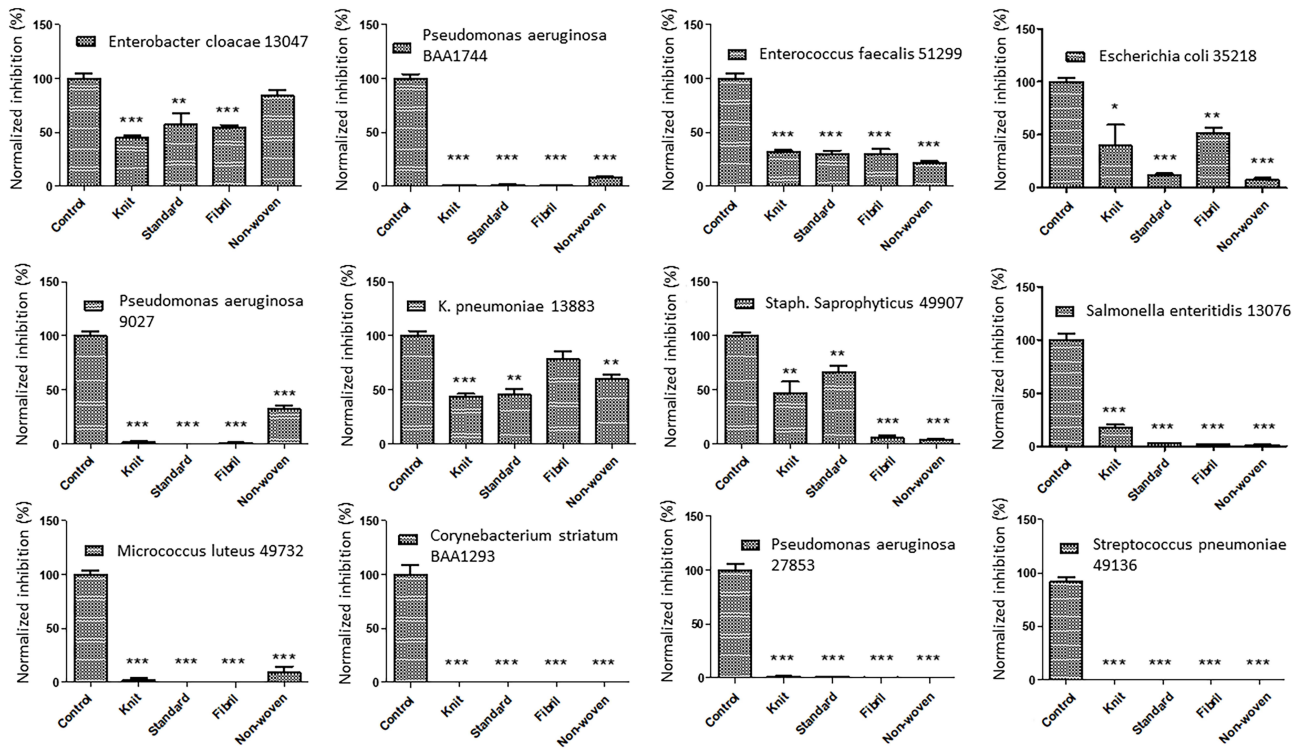 Normalized inhibition (%)
150
100
50
0
Enterobacter cloacae 13047
***
**
***
Control
Knit
Standard
Fibril
Non-woven
Normalized inhibition (%)
150
100
50
0
Pseudomonas aeruginosa
BAA1744
***
***
***
***
Control
Knit
Standard
Fibril
Non-woven
Normalized inhibition (%)
150
100
50
0
Enterococcus faecalis 51299
***
***
***
***
Control
Knit
Standard
Fibril
Non-woven
Normalized inhibition (%)
150
100
50
0
Escherichia coli 35218
*
***
**
***
Control
Knit
Standard
Fibril
Non-woven
Normalized inhibition (%)
150
100
50
0
Pseudomonas aeruginosa
9027
***
***
***
***
Control
Knit
Standard
Fibril
Non-woven
Normalized inhibition (%)
150
100
50
0
K. pneumoniae 13883
***
**
**
Control
Knit
Standard
Fibril
Non-woven
Normalized inhibition (%)
150
100
50
0
Staph. Saprophyticus 49907
**
**
***
***
Control
Knit
Standard
Fibril
Non-woven
Normalized inhibition (%)
150
100
50
0
Salmonella enteritidis 13076
***
***
***
***
Control
Knit
Standard
Fibril
Non-woven
Normalized inhibition (%)
150
100
50
0
Micrococcus luteus 49732
***
***
***
***
Control
Knit
Standard
Fibril
Non-woven
Normalized inhibition (%)
150
100
50
0
Corynebacterium striatum
BAA1293
***
***
***
***
Control
Knit
Standard
Fibril
Non-woven
Normalized inhibition (%)
150
100
50
0
Pseudomonas aeruginosa
27853
***
***
***
***
Control
Knit
Standard
Fibril
Non-woven
Normalized inhibition (%)
150
100
50
0
Streptococcus pneumoniae
49136
***
***
***
***
Control
Knit
Standard
Fibril
Non-woven